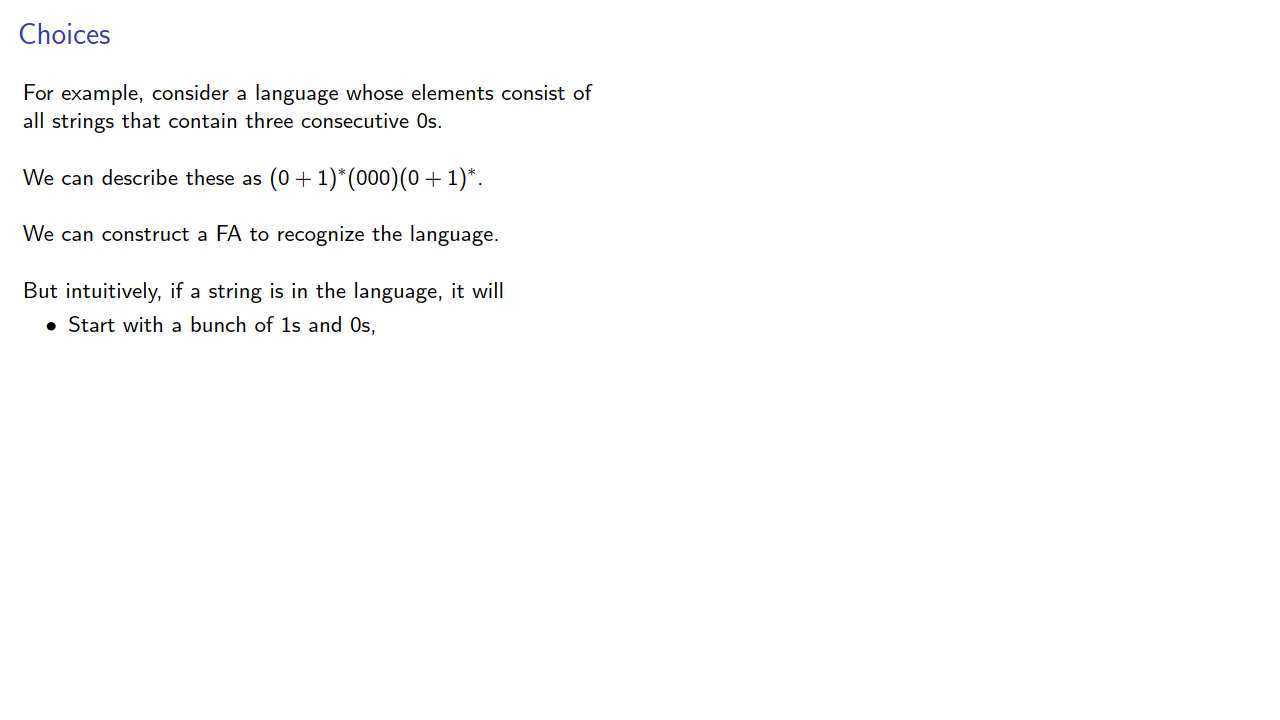 Choices
For example, consider a language whose elements consist of
all strings that contain three consecutive 0s.
We can describe these as (0 + 1)*(000)(0 + 1)*.
We can construct a FA to recognize the language.
But intuitively, if a string is in the language, it will
• Start with a bunch of 1s and 0s,